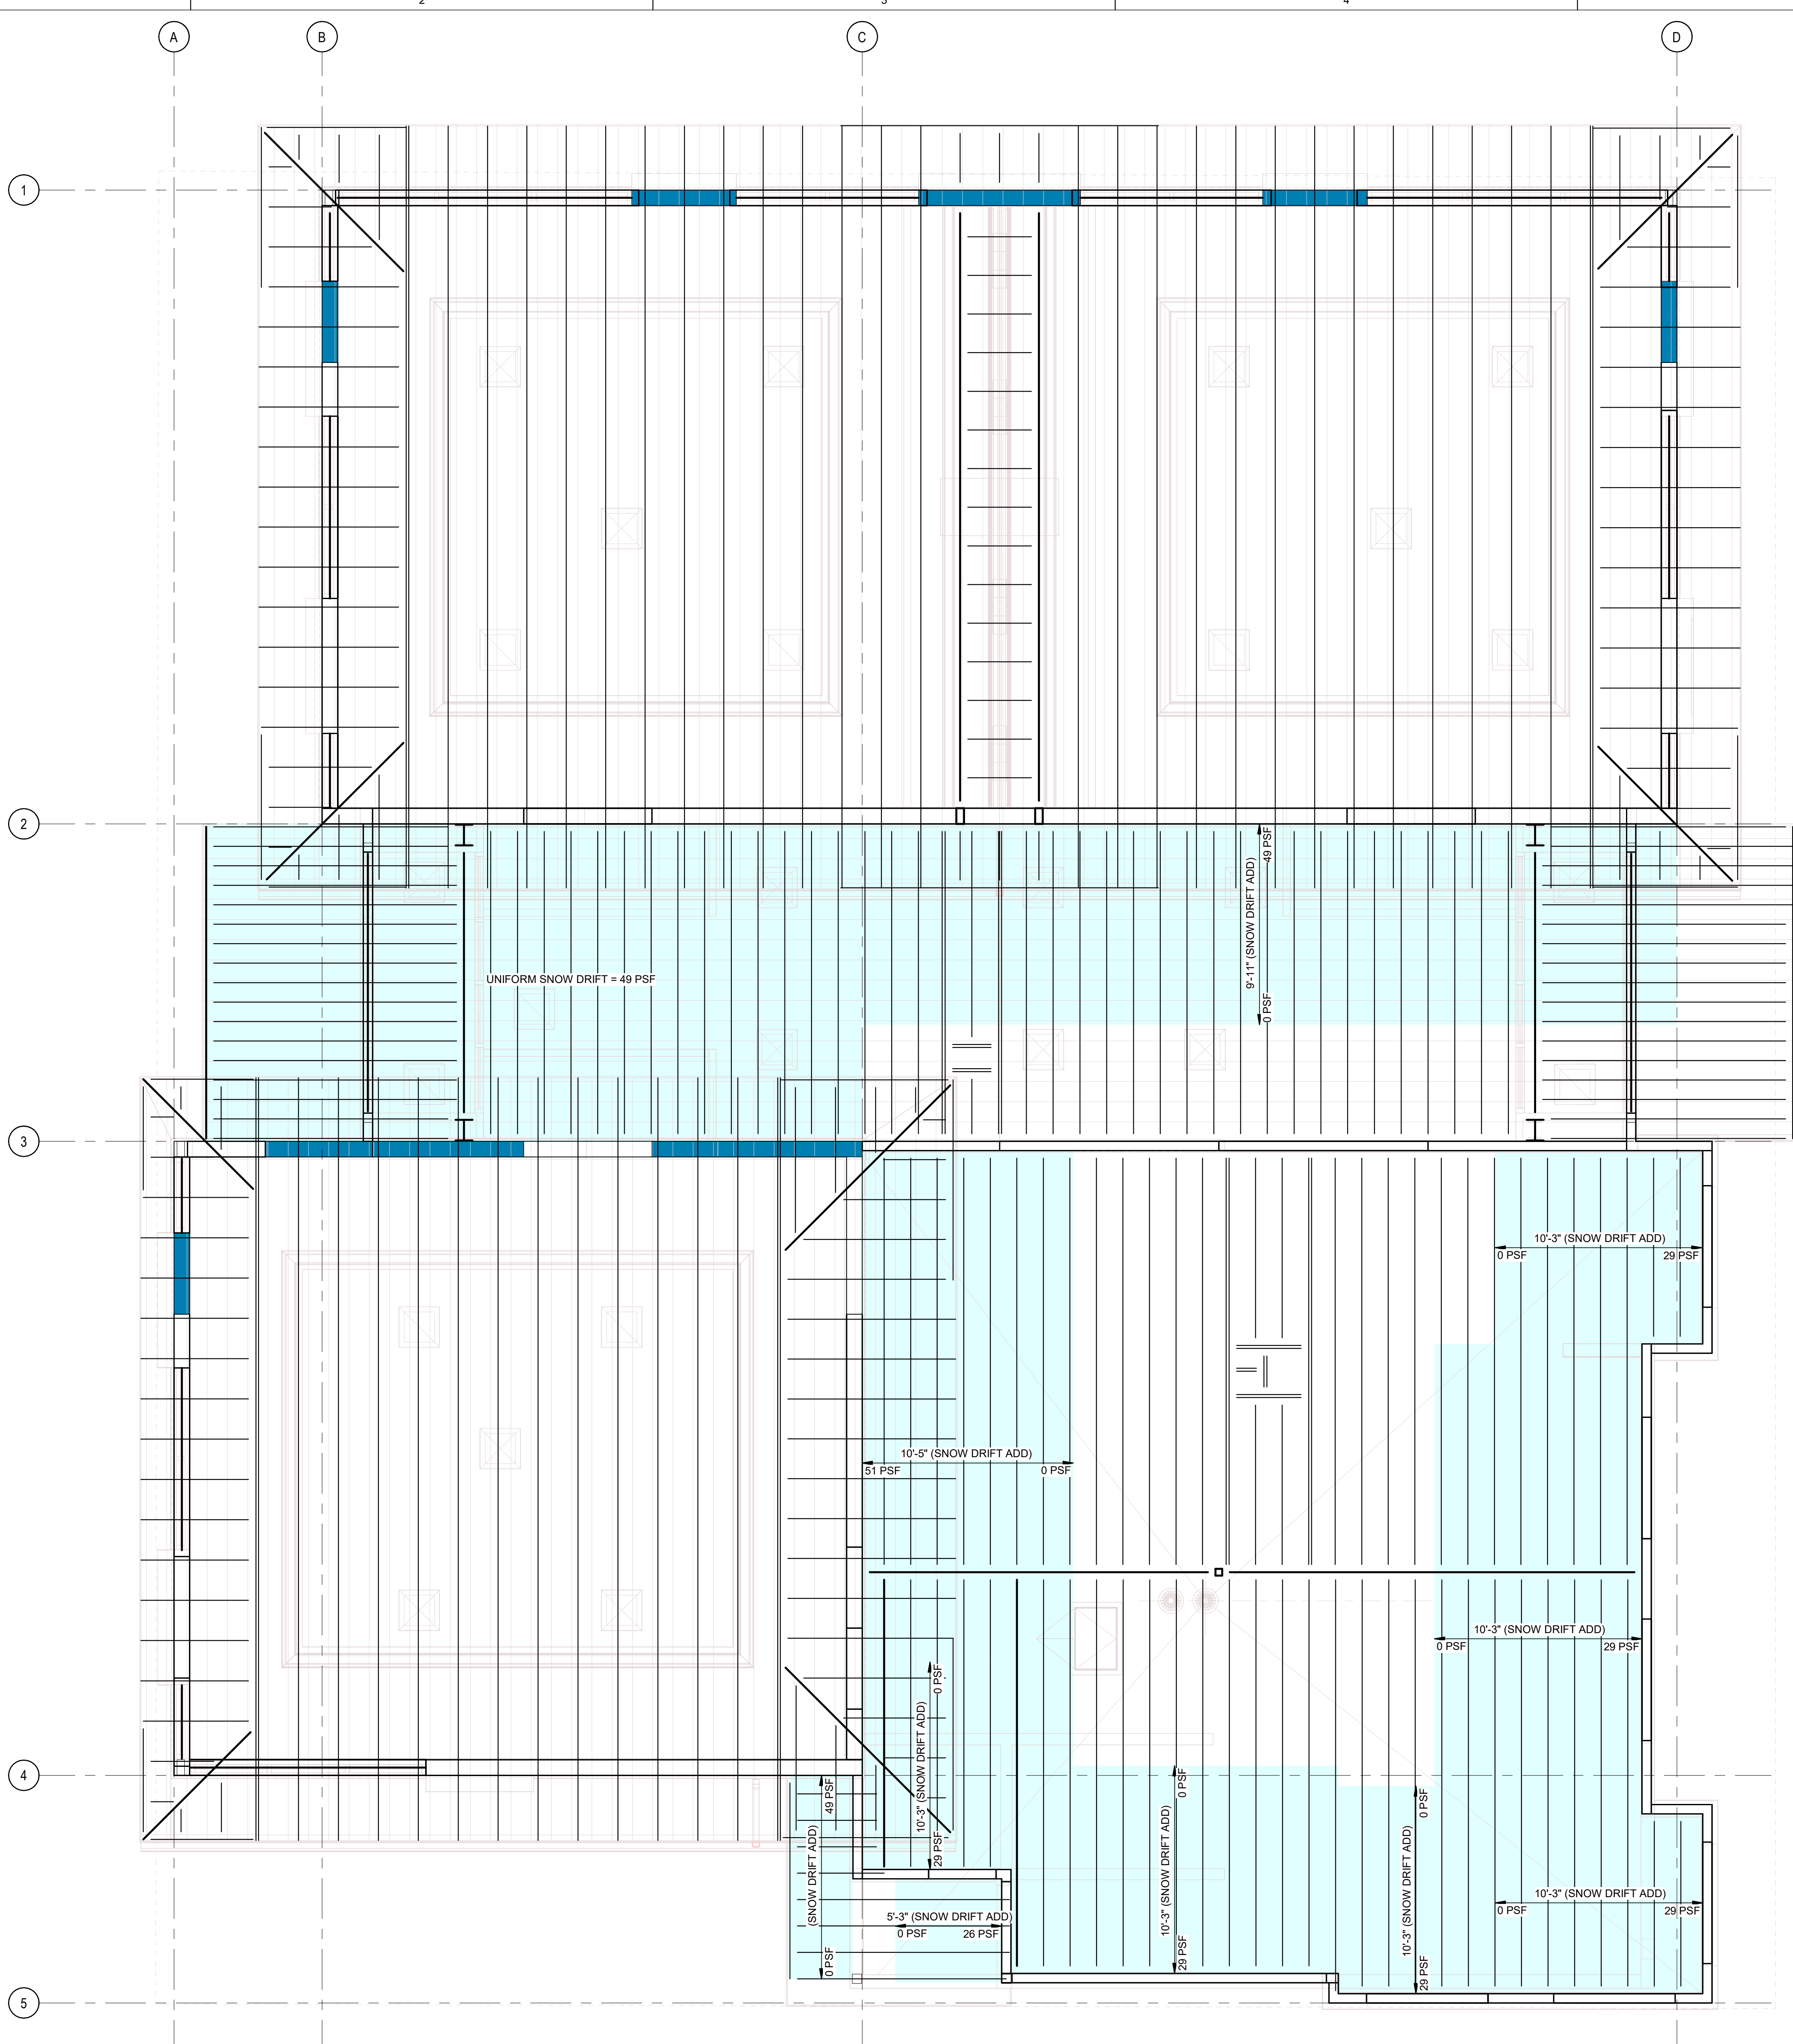 2
3
4
A
B
C
D
1
2
49 PSF
9'-11" (SNOW DRIFT ADD)
0 PSF
UNIFORM SNOW DRIFT = 49 PSF
3
10'-3" (SNOW DRIFT ADD)
0 PSF
29 PSF
10'-5" (SNOW DRIFT ADD)
51 PSF
0 PSF
10'-3" (SNOW DRIFT ADD)
0 PSF
29 PSF
0 PSF
10'-3" (SNOW DRIFT ADD)
29 PSF
4
49 PSF
(SNOW DRIFT ADD)
0 PSF
0 PSF
10'-3" (SNOW DRIFT ADD)
29 PSF
0 PSF
10'-3" (SNOW DRIFT ADD)
29 PSF
10'-3" (SNOW DRIFT ADD)
0 PSF
29 PSF
5'-3" (SNOW DRIFT ADD)
0 PSF
26 PSF
5